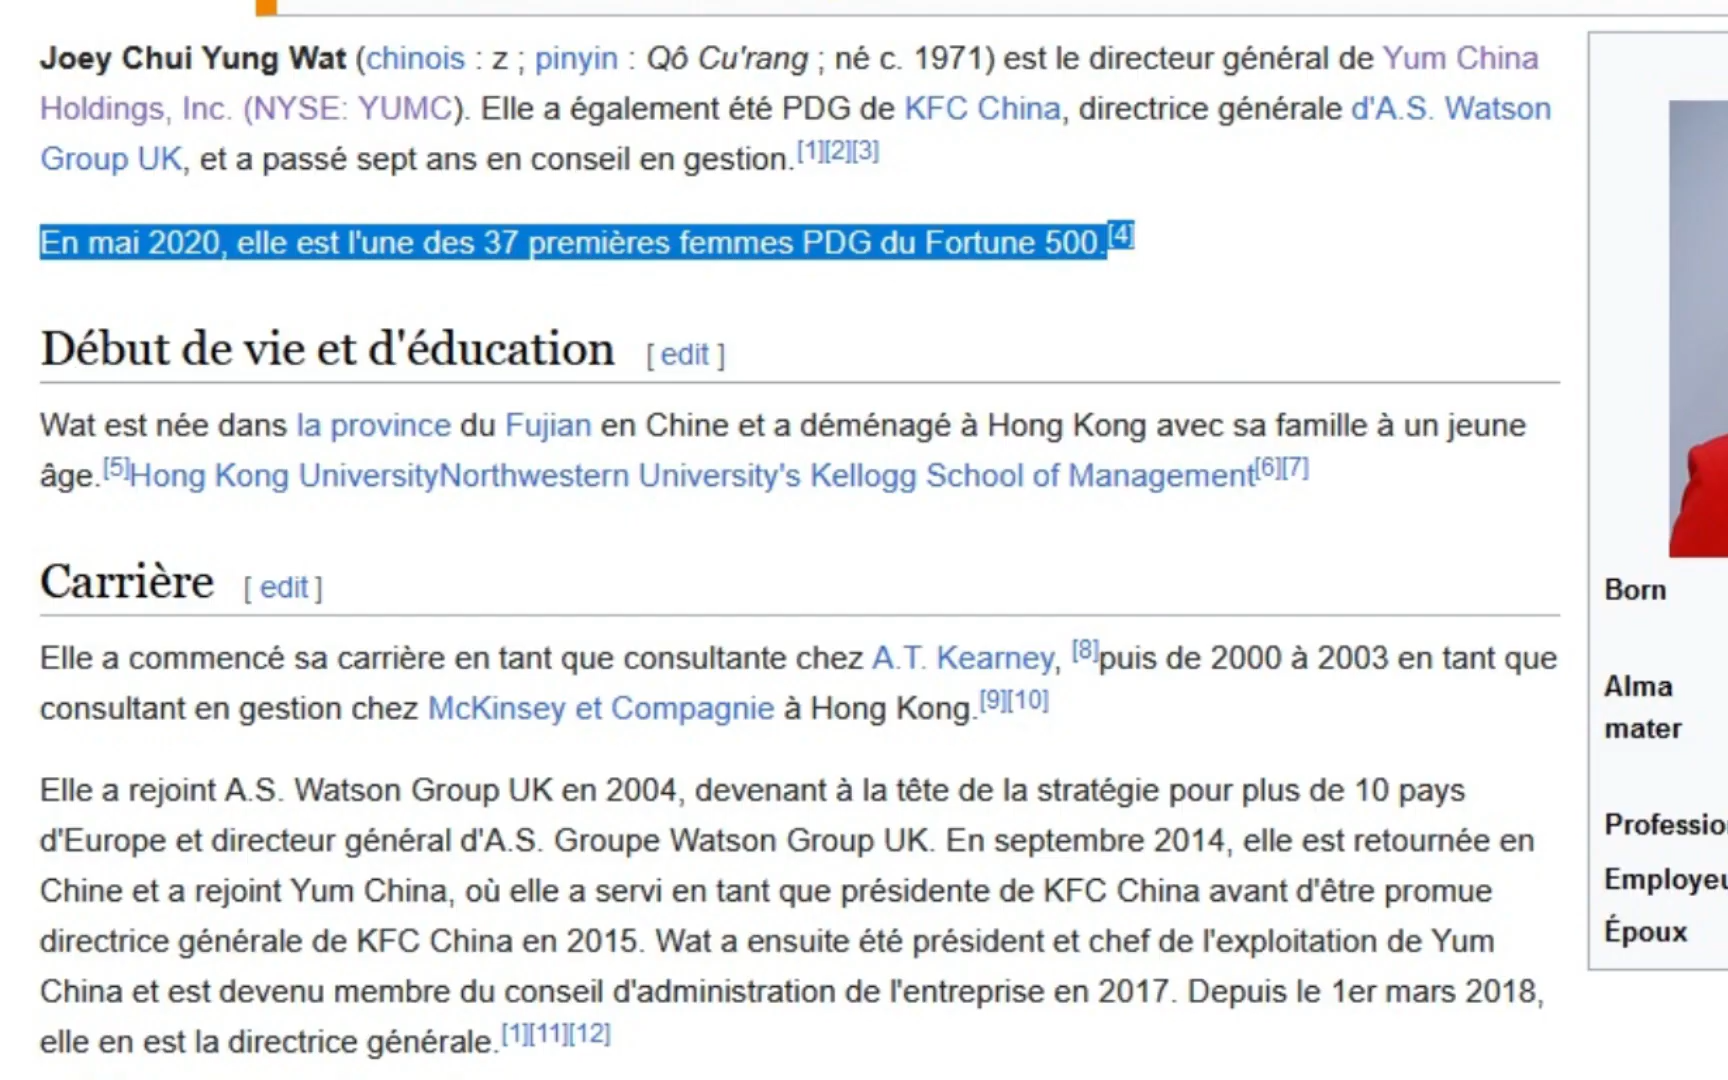 Joey Chui Yung Wat (chinois : z ; pinyin : Qô Cu'rang ; né c. 1971) est le directeur général de Yum China
Holdings, Inc. (NYSE: YUMC). Elle a également été PDG de KFC China, directrice générale d'A.S. Watson
Group UK, et a passé sept ans en conseil en gestion.[1][2][3]
En mai 2020, elle est l'une des 37 premières femmes PDG du Fortune 500.[4]
Début de vie et d'éducation [ edit ]
Wat est née dans la province du Fujian en Chine et a déménagé à Hong Kong avec sa famille à un jeune
âge.[5]Hong Kong UniversityNorthwestern University's Kellogg School of Management[6][7]
Carrière [ edit ]
Elle a commencé sa carrière en tant que consultante chez A.T. Kearney, [8]puis de 2000 à 2003 en tant que
consultant en gestion chez McKinsey et Compagnie à Hong Kong.[9][10]
Elle a rejoint A.S. Watson Group UK en 2004, devenant à la tête de la stratégie pour plus de 10 pays
d'Europe et directeur général d'A.S. Groupe Watson Group UK. En septembre 2014, elle est retournée en
Chine et a rejoint Yum China, où elle a servi en tant que présidente de KFC China avant d'être promue
directrice générale de KFC China en 2015. Wat a ensuite été président et chef de l'exploitation de Yum
China et est devenu membre du conseil d'administration de l'entreprise en 2017. Depuis le 1er mars 2018,
elle en est la directrice générale.[1][11][12]
Born
Alma
mater
Professio
Employeu
Époux